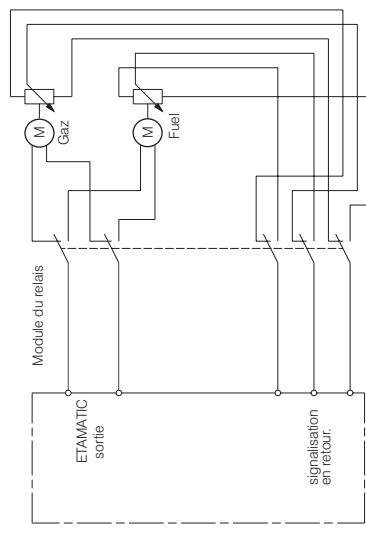 M
Gaz
M
Fuel
Module du relais
ETAMATIC
sortie
signalisation
en retour.